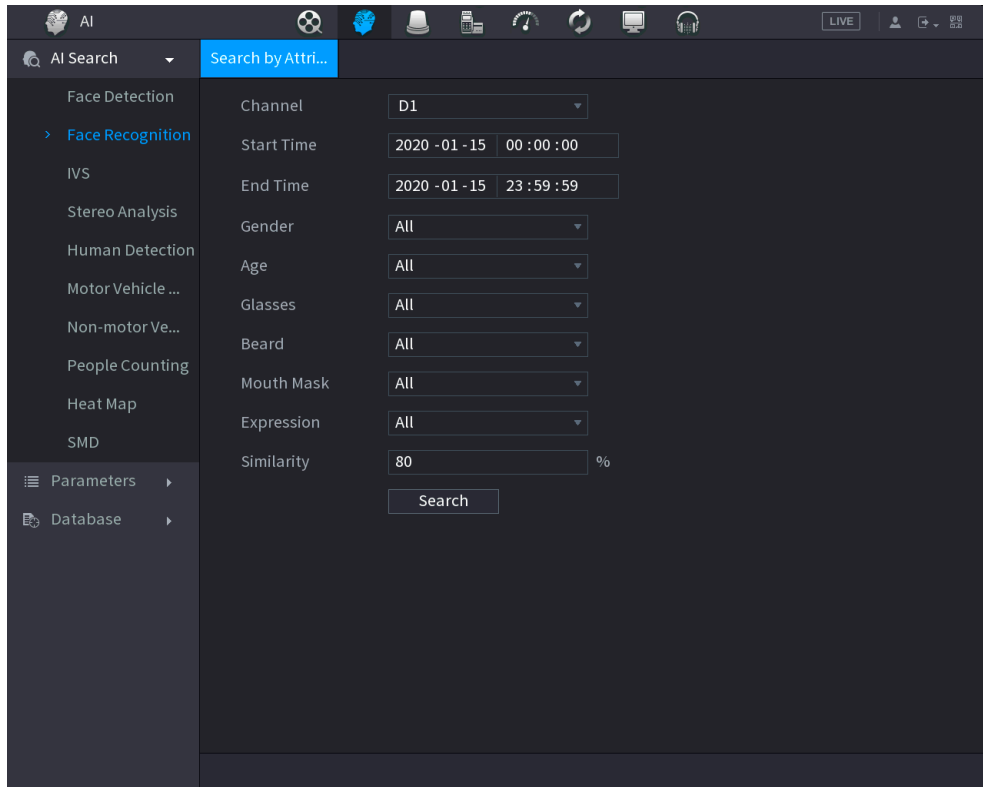 AI
LIVE
AI Search
Search by Attri...
Face Detection
Face Recognition
IVS
Stereo Analysis
Human Detection
Motor Vehicle ...
Non-motor Ve...
People Counting
Heat Map
SMD
Parameters
Database
Channel D1
Start Time 2020 -01 -15 00 :00 :00
End Time 2020 -01 -15 23 :59 :59
Gender All
Age All
Glasses All
Beard All
Mouth Mask All
Expression All
Similarity 80 %
Search